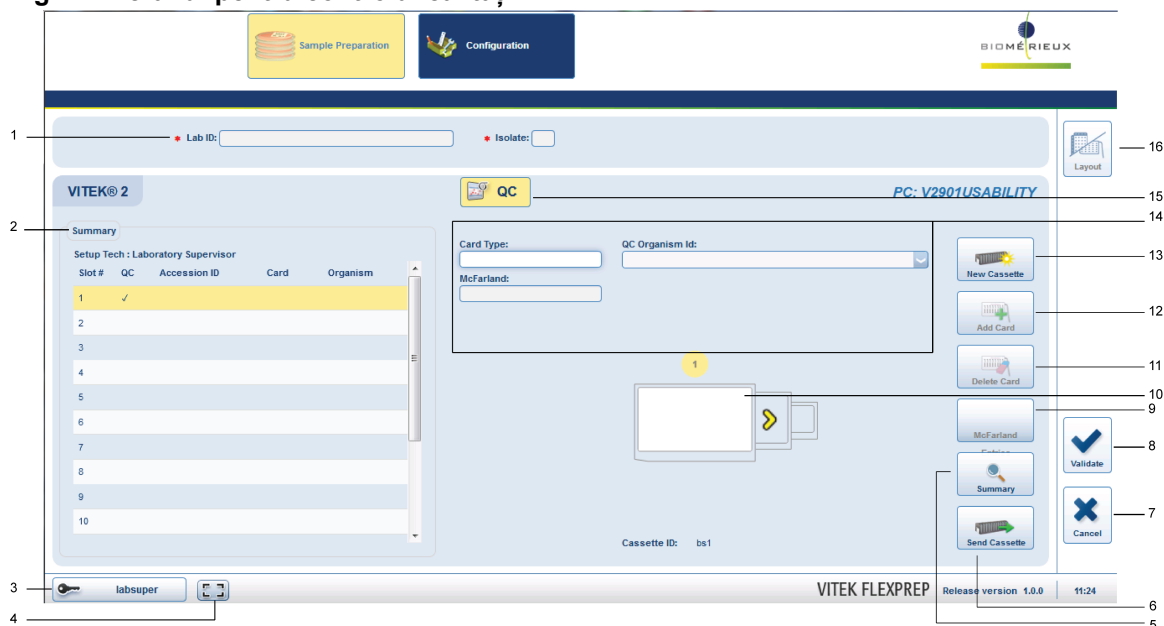 Sample Preparation
Configuration
BIOMÉRIEUX
1
* Lab ID:
* Isolate:
16
Layout
VITEK® 2
QC
PC: V2901USABILITY
15
14
2
Summary
Setup Tech : Laboratory Supervisor
Slot # QC Accession ID Card Organism
Card Type:
QC Organism Id:
McFarland:
13
New Cassette
1 ✓
2
3
4
5
6
7
8
9
10
12
Add Card
1
11
Delete Card
10
9
McFarland
8
Validate
Summary
7
Cancel
Send Cassette
Cassette ID: bs1
3
labsuper
VITEK FLEXPREP Release version 1.0.0 11:24
4
6
5